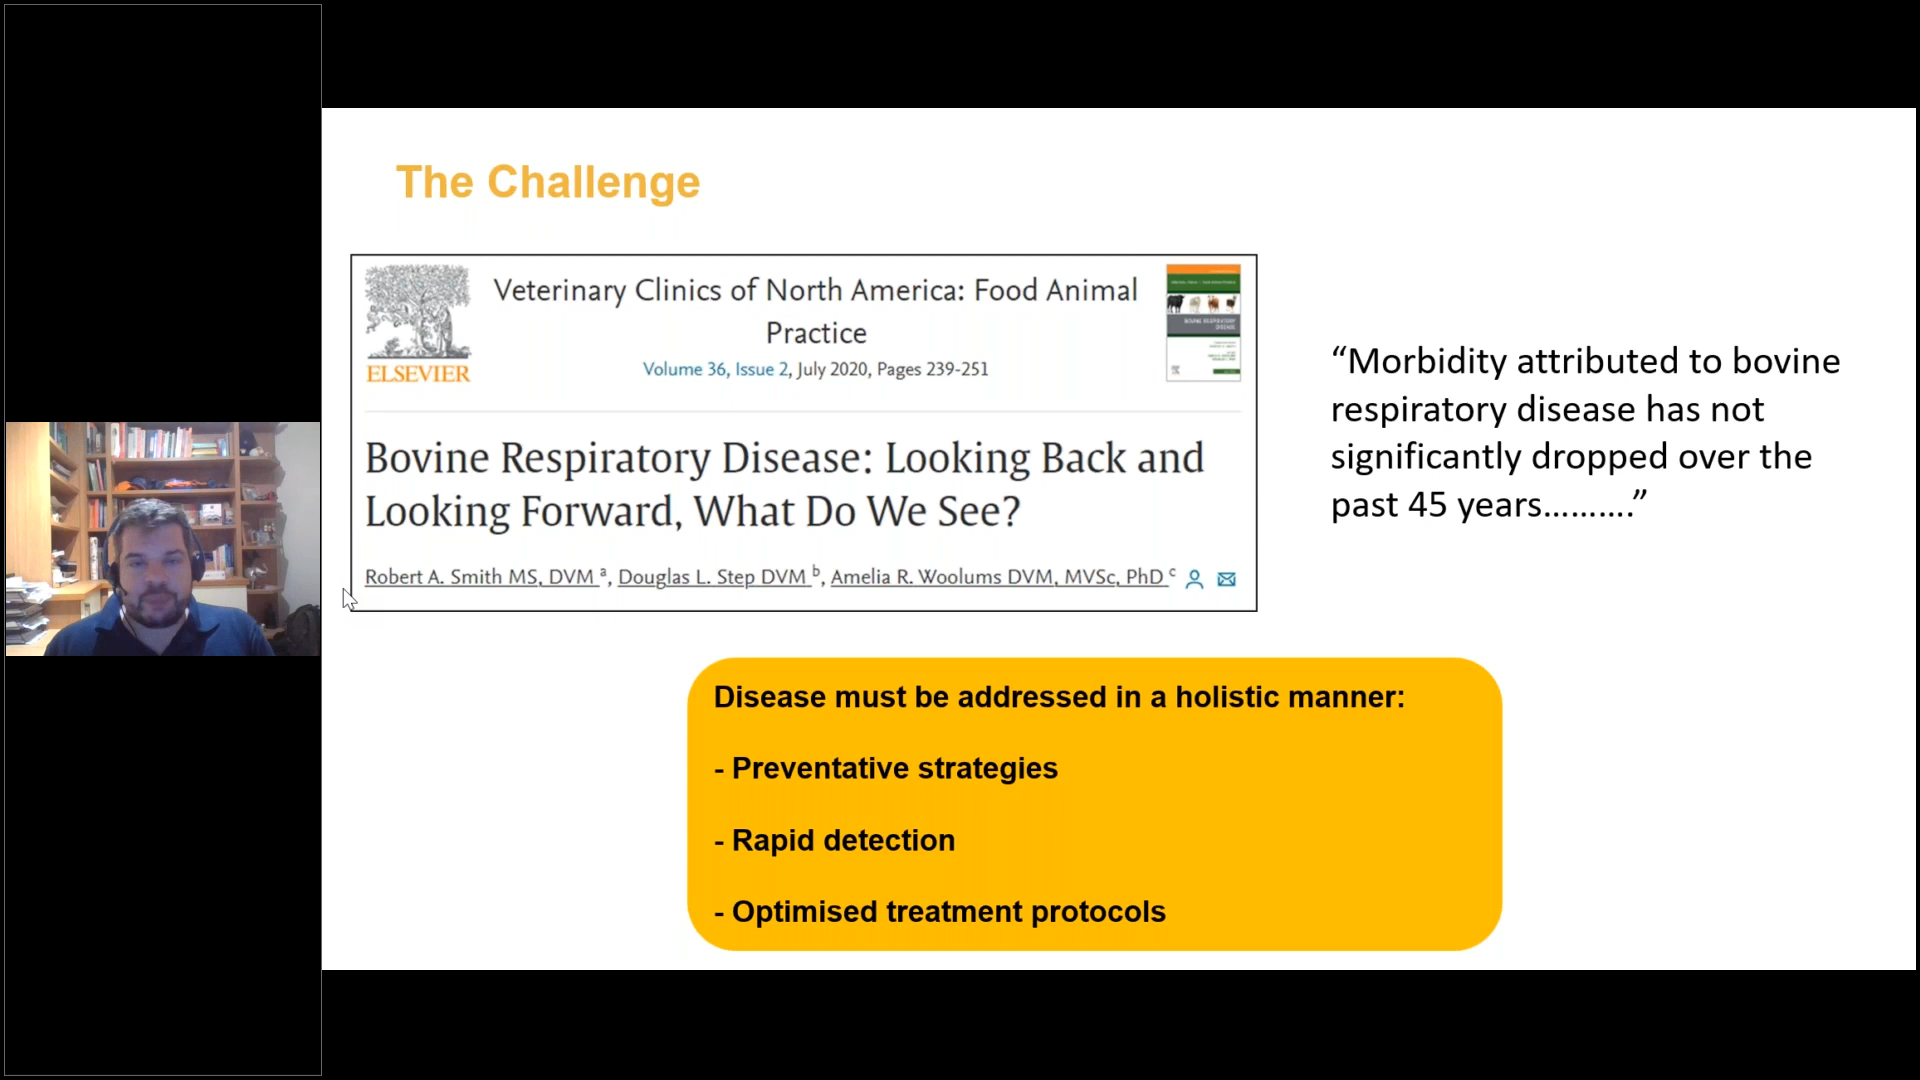 The Challenge
ELSEVIER
Veterinary Clinics of North America: Food Animal
Practice
Volume 36, Issue 2, July 2020, Pages 239-251
BOVINE RESPIRATORY
DISEASE
Bovine Respiratory Disease: Looking Back and
Looking Forward, What Do We See?
Robert A. Smith MS, DVM a, Douglas L. Step DVM b, Amelia R. Woolums DVM, MVSc, PhD c
“Morbidity attributed to bovine
respiratory disease has not
significantly dropped over the
past 45 years……….”
Disease must be addressed in a holistic manner:
- Preventative strategies
- Rapid detection
- Optimised treatment protocols